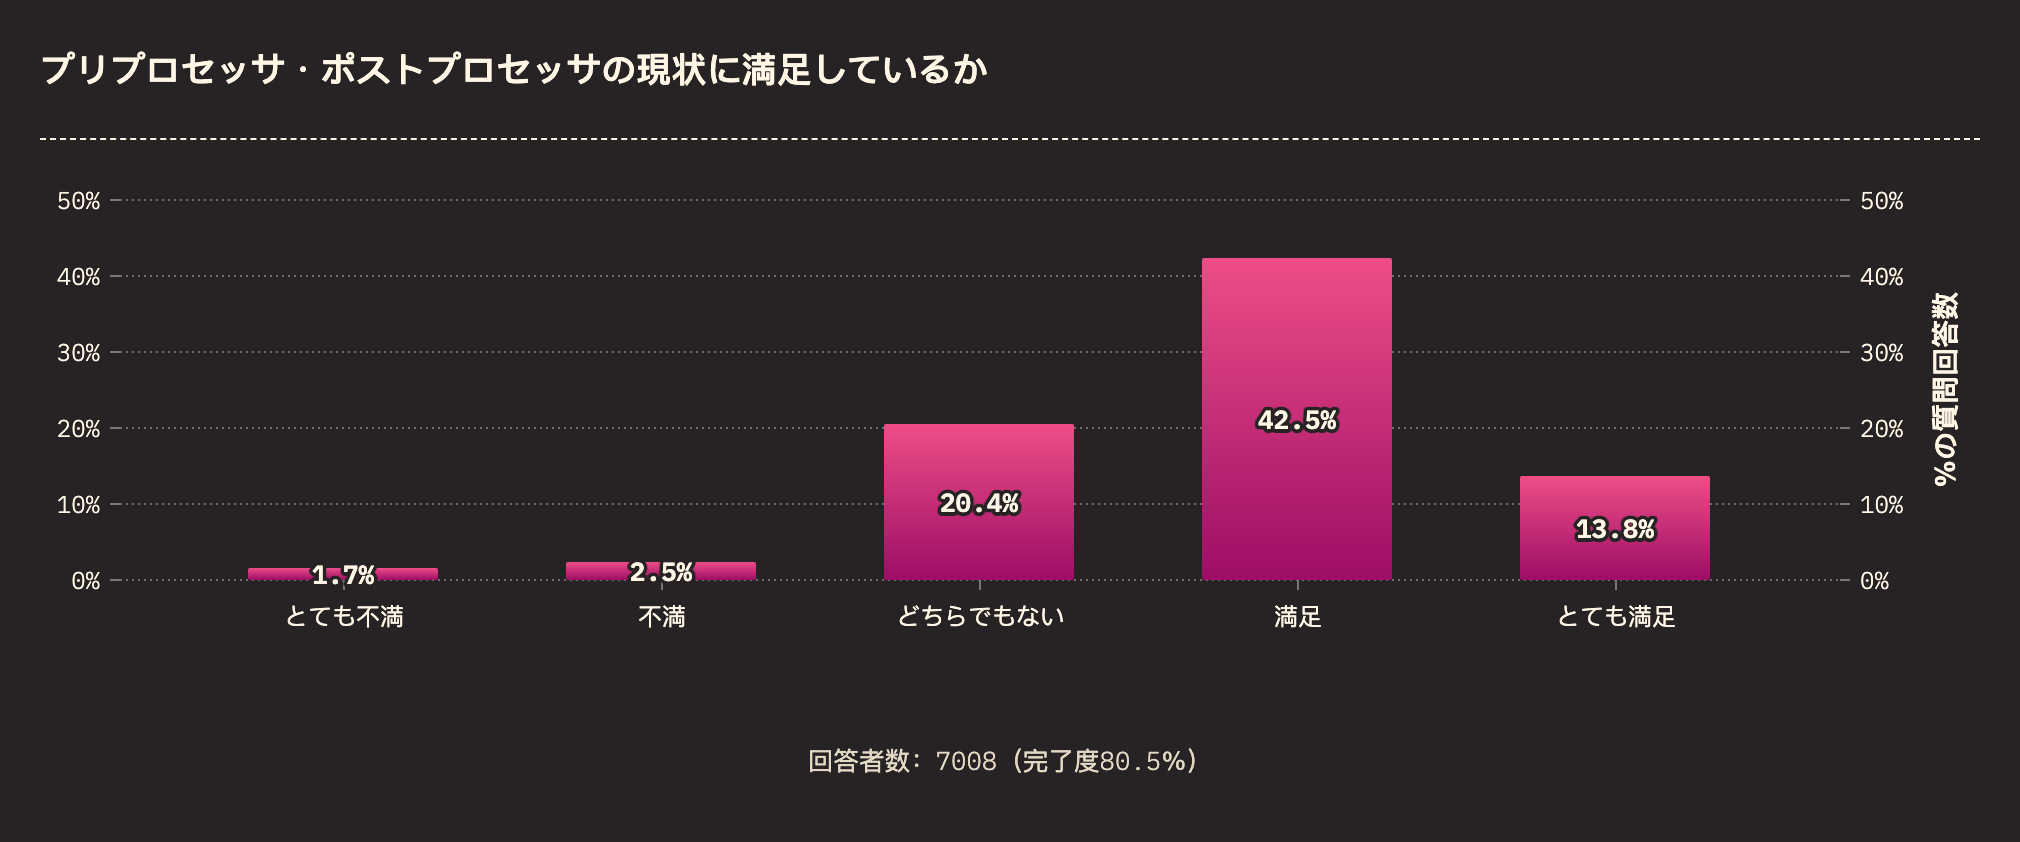 プリプロセッサ・ポストプロセッサの現状に満足しているか
50%
40%
30%
20%
10%
0%
50%
40%
30%
20%
10%
0%
%の質問回答数
1.7%
2.5%
20.4%
42.5%
13.8%
とても不満
不満
どちらでもない
満足
とても満足
回答者数: 7008 (完了度80.5%)